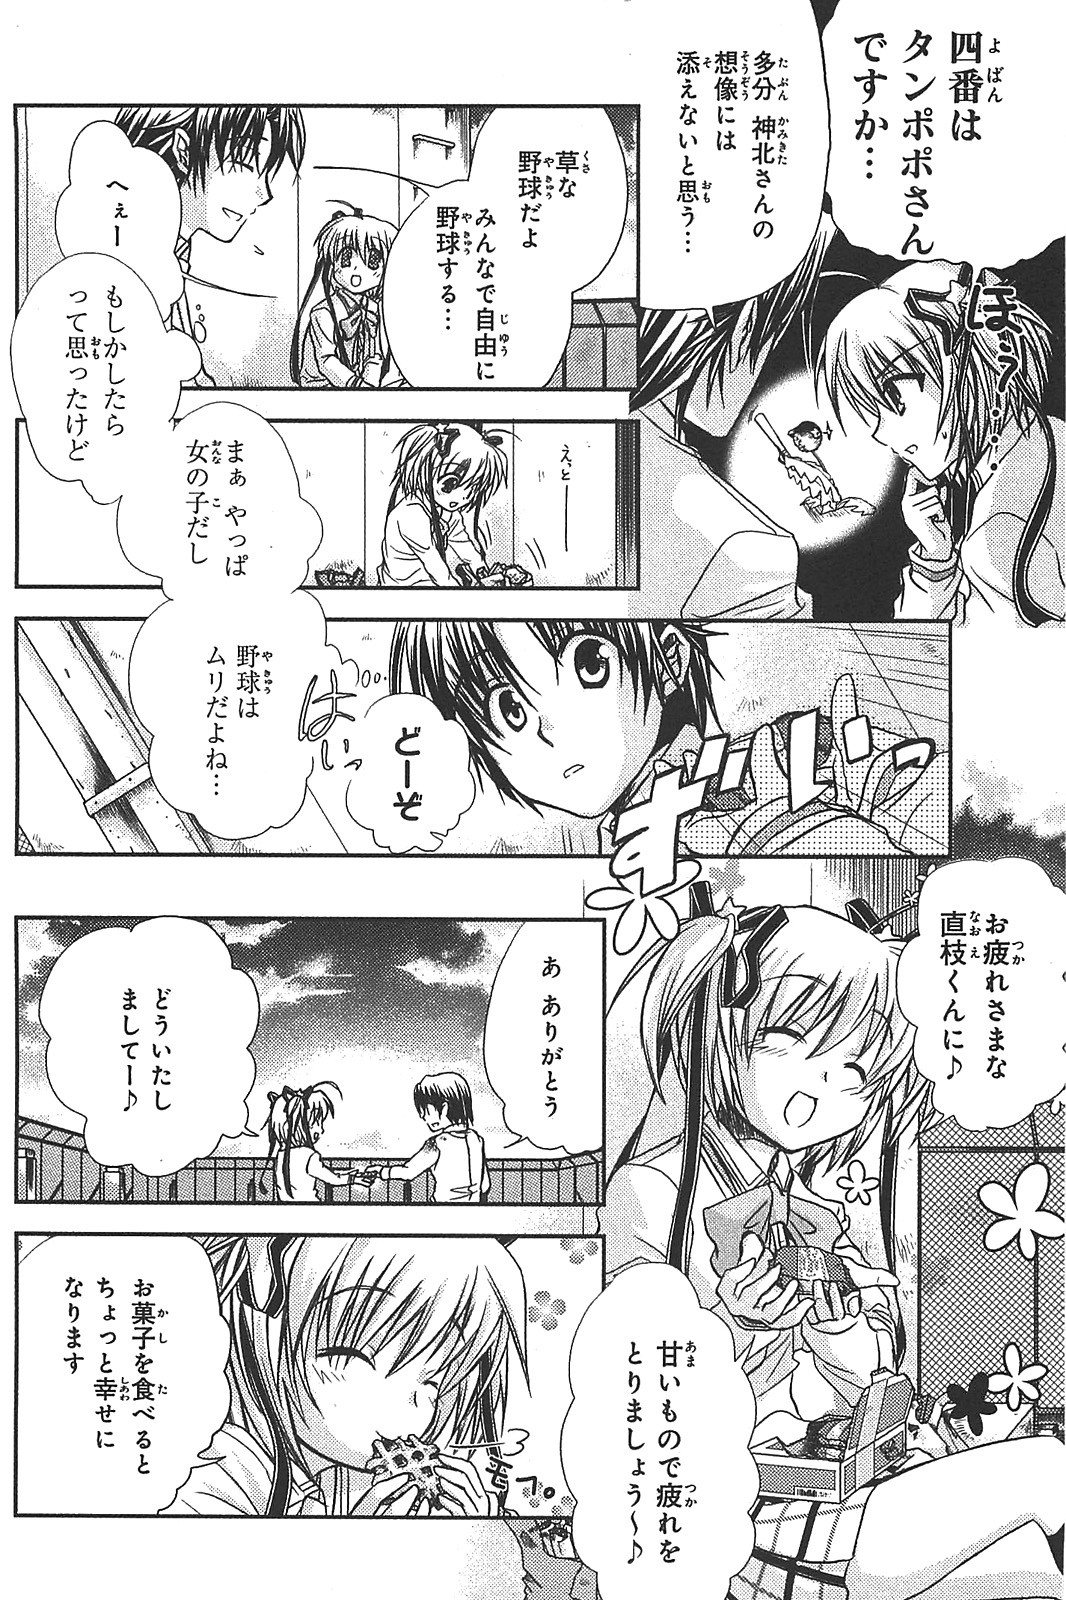 四番は
タンポポさん
ですか…
ほぇ?……
多分 神北さんの
想像には
添えないと思う…
草な
野球だよ
みんなで自由に
野球する…
へぇー
えっとー
もしかしたら
って思ったけど
まぁ やっぱ
女の子だし
野球は
ムリだよね…
はいっ
どーぞ
ぎゅっ
お疲れさまな
直枝くんに♪
甘いもので疲れを
とりましょう〜♪
あ ありがとう
どういたし
ましてー♪
お菓子を食べると
ちょっと幸せに
なります